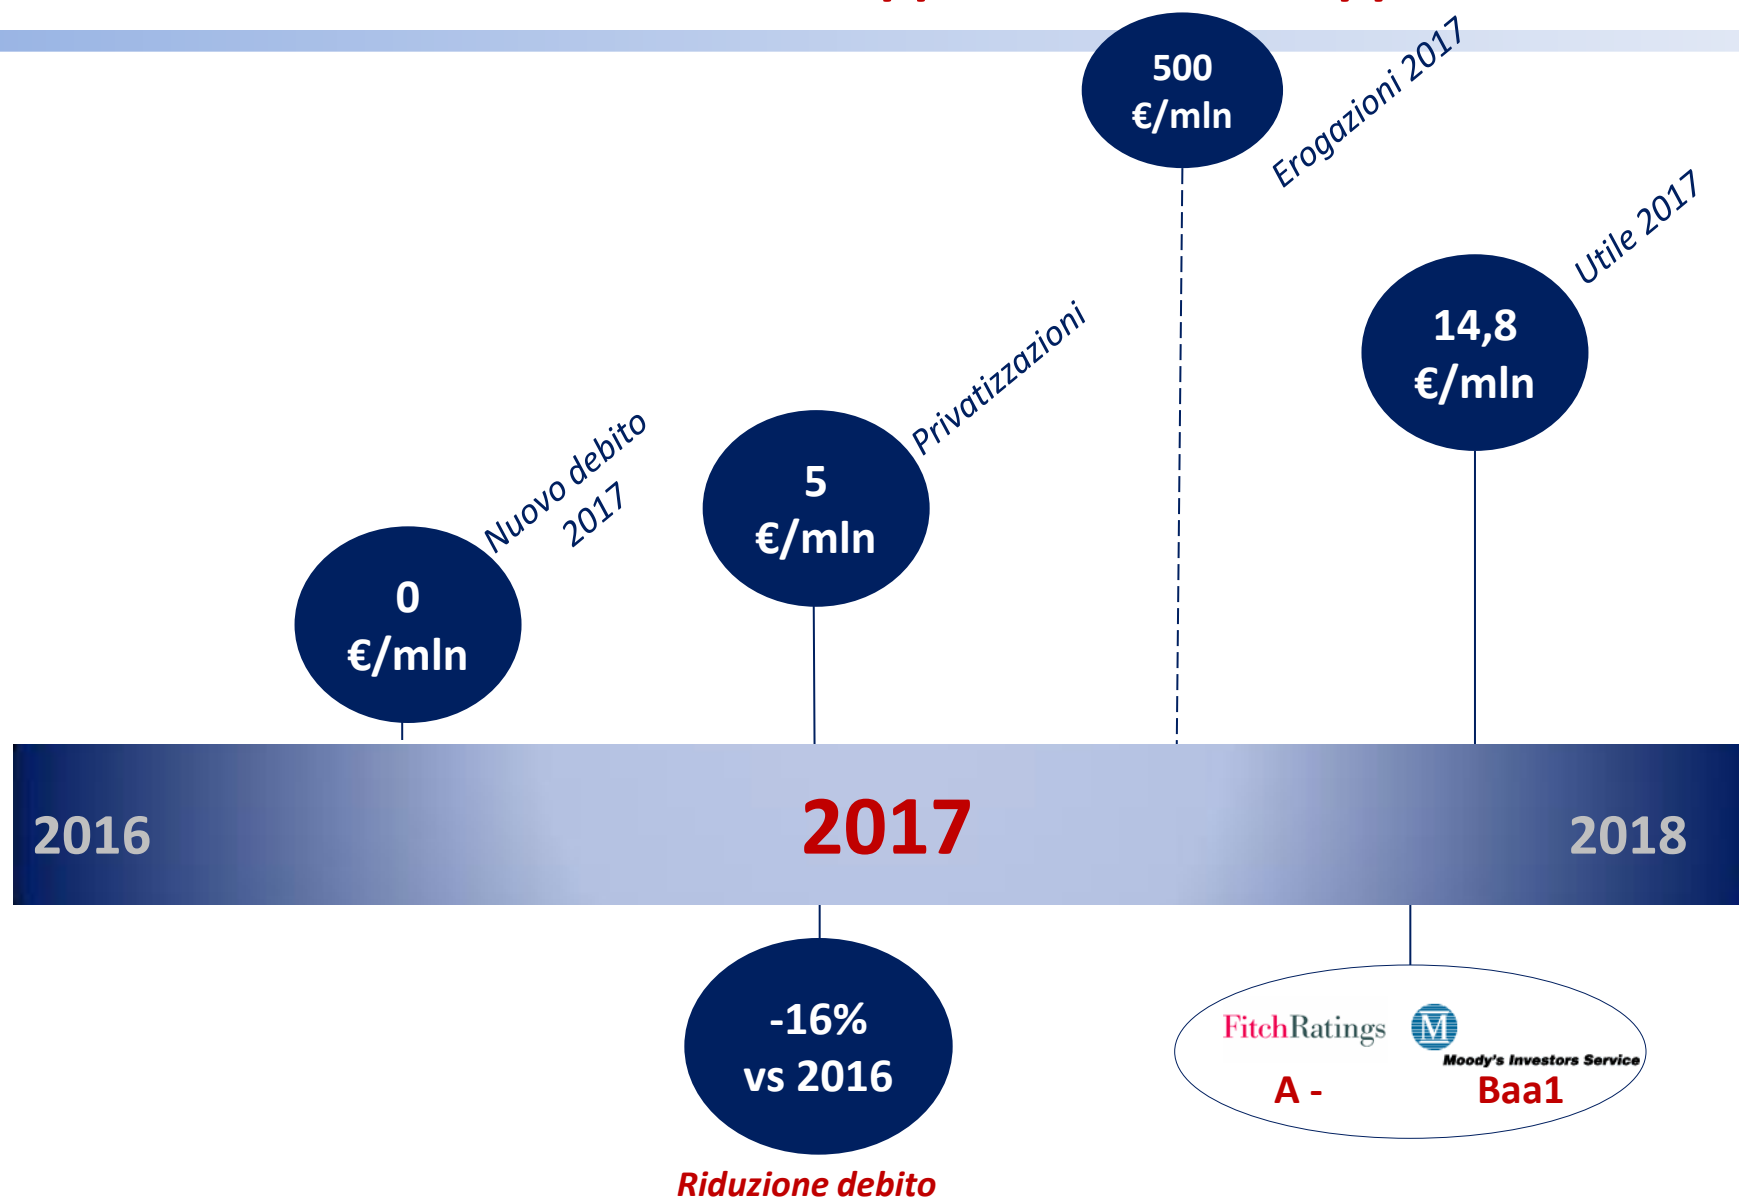 500
€/mln
Erogazioni 2017
14,8
€/mln
Utile 2017
5
€/mln
Privatizzazioni
0
€/mln
Nuovo debito
2017
2016
2017
2018
-16%
vs 2016
Riduzione debito
FitchRatings
A -
M
Moody's Investors Service
Baa1